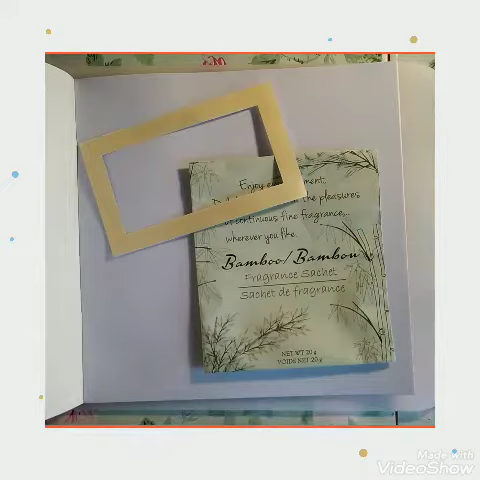 Enjoy ment,
the pleasures
of continuous fine fragrance,
wherever you like.
Bamboo/Bambou
Fragrance Sachet
Sachet de fragrance
NET WT 20 g
POIDS NET 20 g
Made with
VideoShow